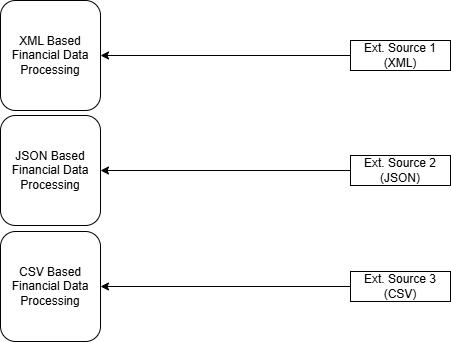 XML Based
Financial Data
Processing
Ext. Source 1
(XML)
JSON Based
Financial Data
Processing
Ext. Source 2
(JSON)
CSV Based
Financial Data
Processing
Ext. Source 3
(CSV)